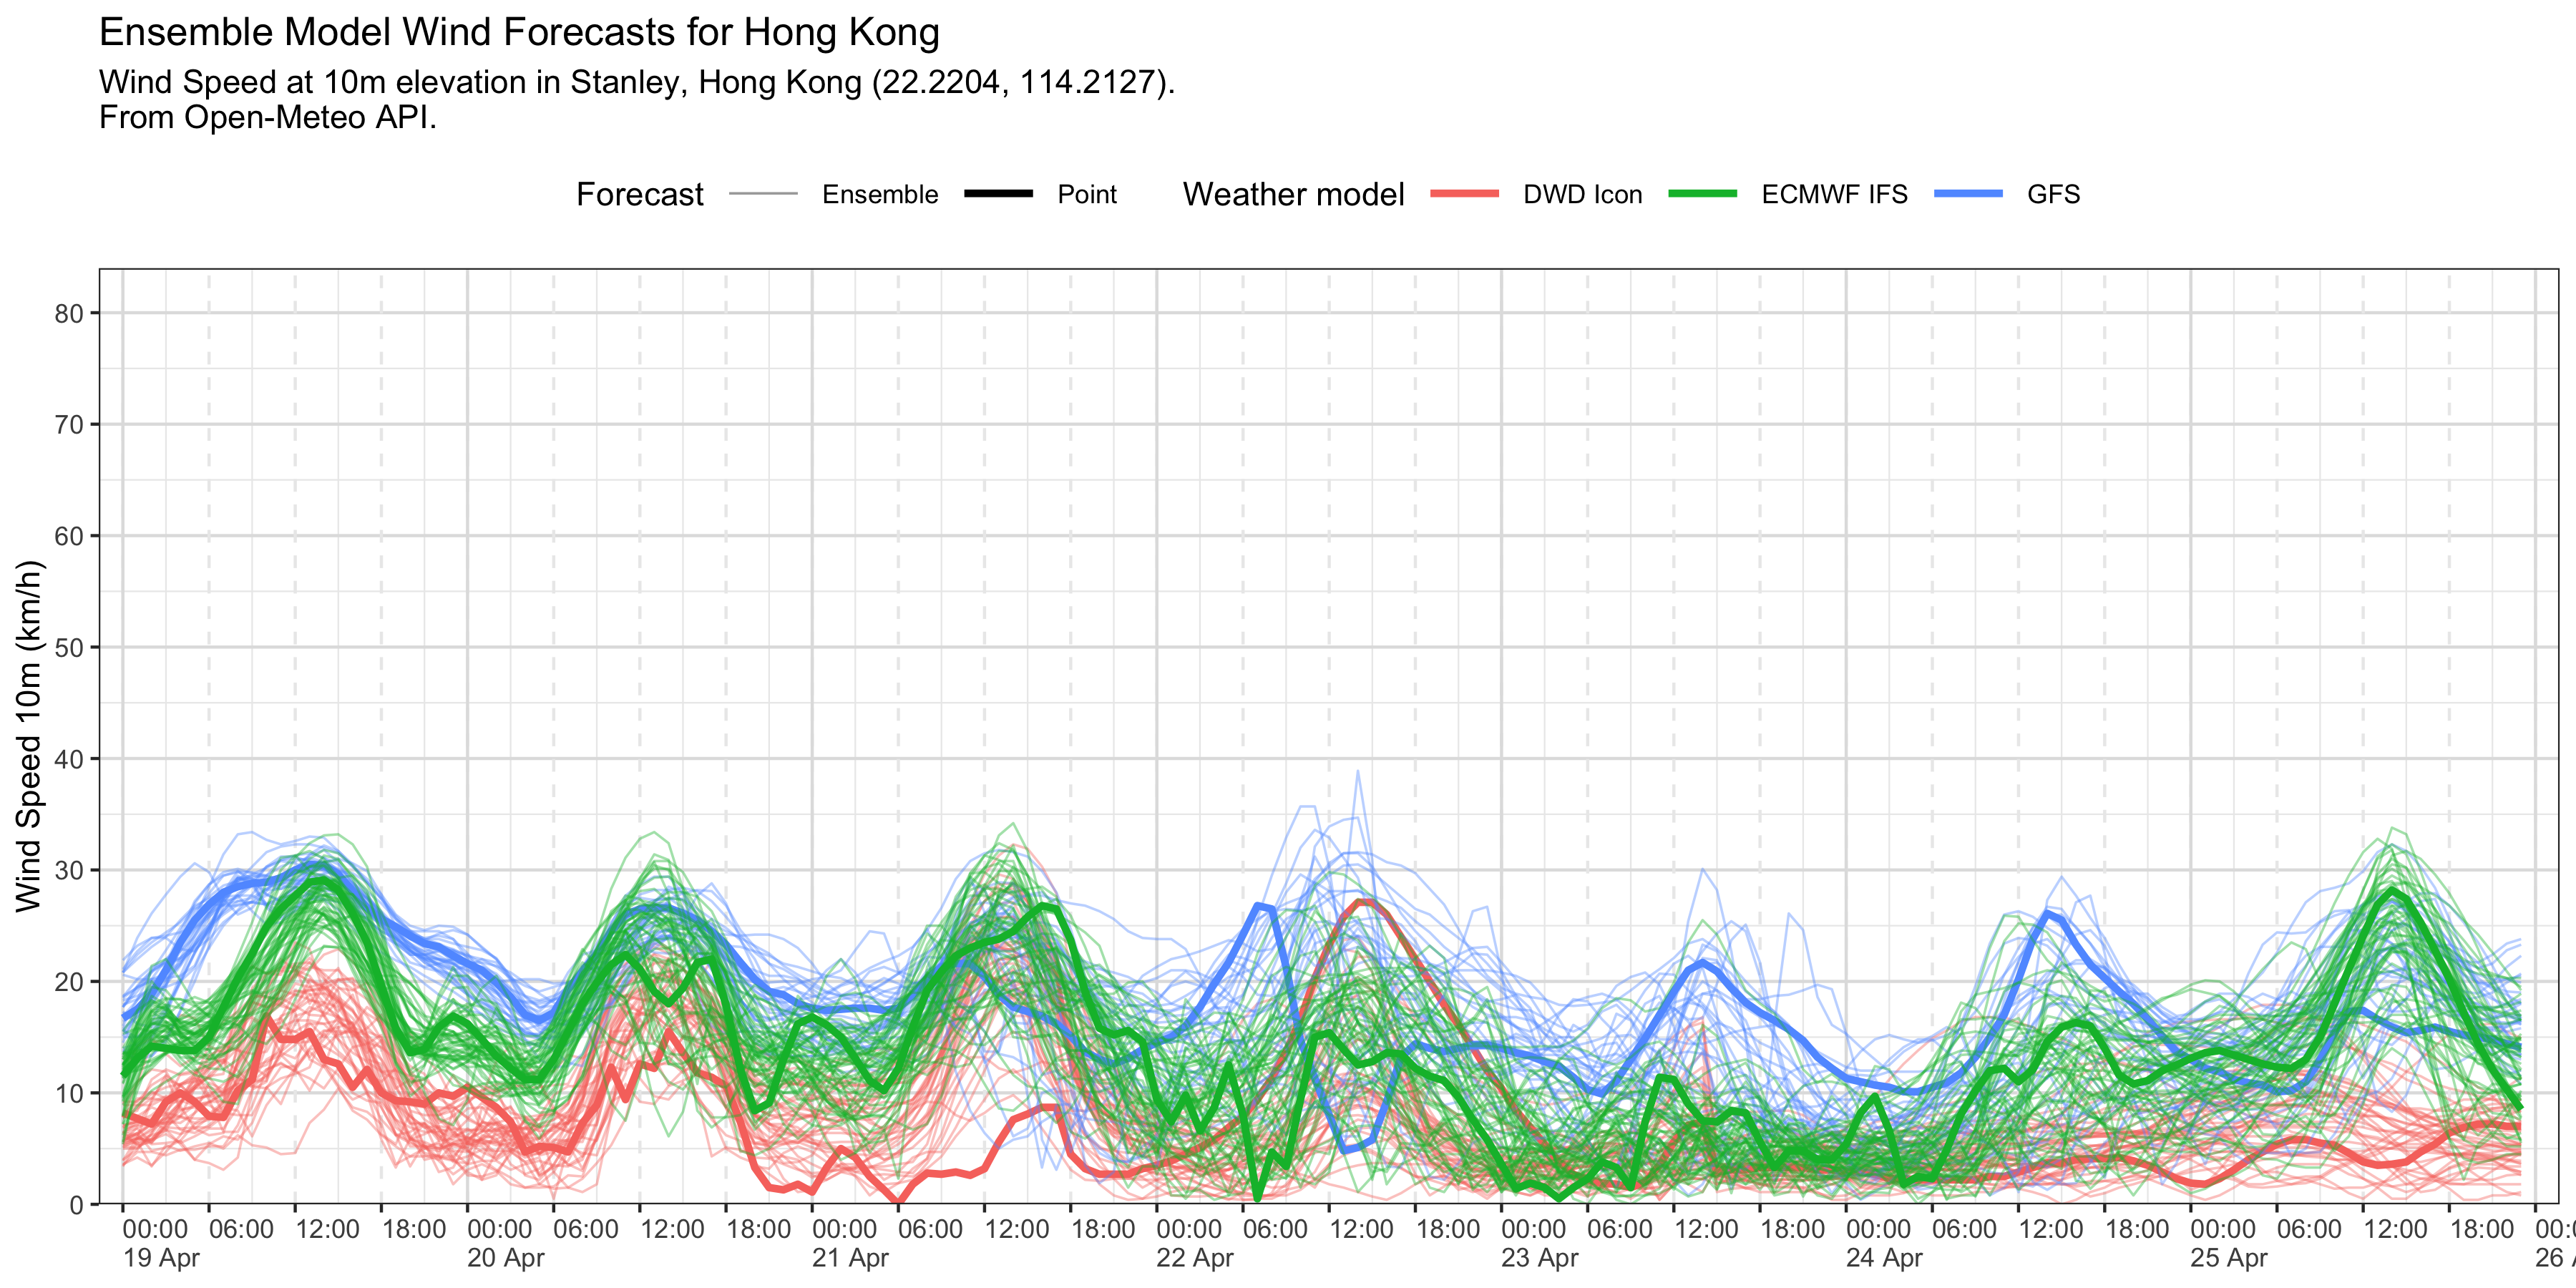 Ensemble Model Wind Forecasts for Hong Kong
Wind Speed at 10m elevation in Stanley, Hong Kong (22.2204, 114.2127).
From Open-Meteo API.
Forecast Ensemble Point Weather model DWD Icon ECMWF IFS GFS
Wind Speed 10m (km/h)
80
70
60
50
40
30
20
10
0
00:00 06:00 12:00 18:00 00:00 06:00 12:00 18:00 00:00 06:00 12:00 18:00 00:00 06:00 12:00 18:00 00:00 06:00 12:00 18:00 00:00 06:00 12:00 18:00 00:00 06:00 12:00 18:00
19 Apr 20 Apr 21 Apr 22 Apr 23 Apr 24 Apr 25 Apr 26